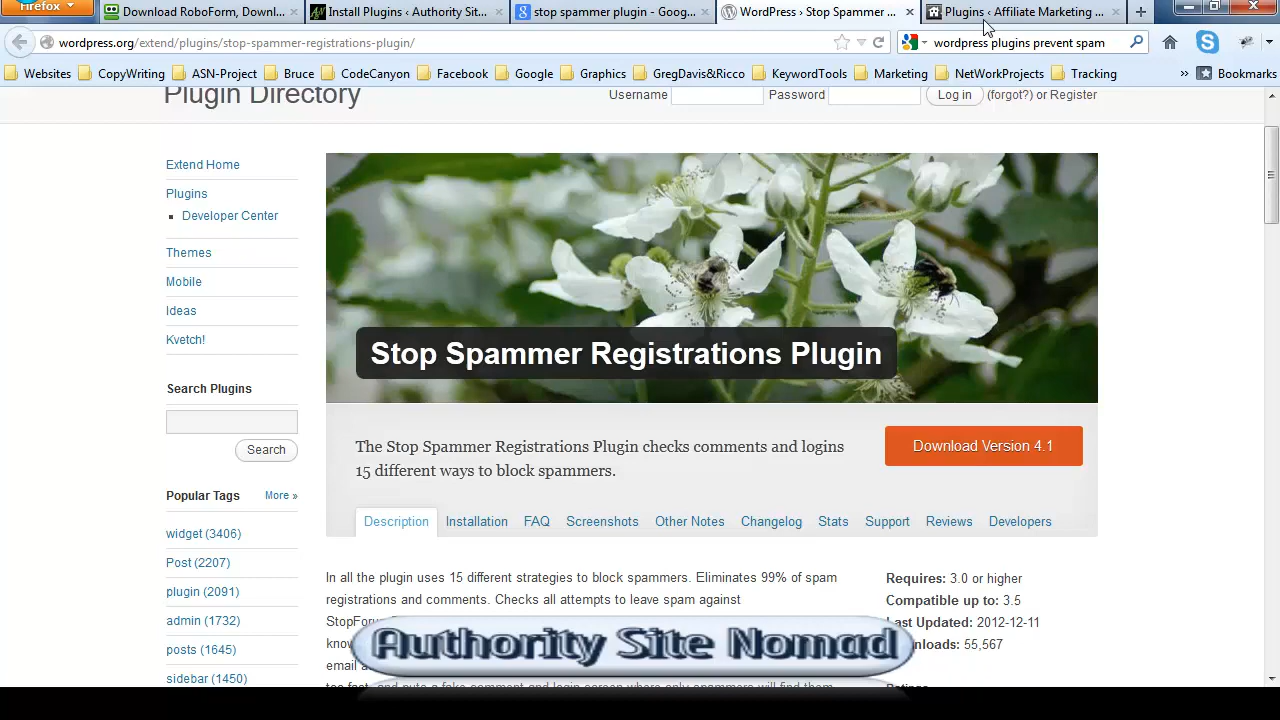 Firefox
Download RoboForm, Downl...
Install Plugins ‹ Authority Sit...
stop spammer plugin - Goog...
WordPress › Stop Spammer ...
Plugins ‹ Affiliate Marketing ...
wordpress.org/extend/plugins/stop-spammer-registrations-plugin/
wordpress plugins prevent spam
Websites CopyWriting ASN-Project Bruce CodeCanyon Facebook Google Graphics GregDavis&Ricco KeywordTools Marketing NetWorkProjects Tracking » Bookmarks
Plugin Directory
Username Password Log in (forgot?) or Register
Extend Home
Plugins
Developer Center
Themes
Mobile
Ideas
Kvetch!
Search Plugins
Search
Popular Tags More »
widget (3406)
Post (2207)
plugin (2091)
admin (1732)
posts (1645)
sidebar (1450)
Stop Spammer Registrations Plugin
The Stop Spammer Registrations Plugin checks comments and logins
15 different ways to block spammers.
Download Version 4.1
Description Installation FAQ Screenshots Other Notes Changelog Stats Support Reviews Developers
In all the plugin uses 15 different strategies to block spammers. Eliminates 99% of spam
registrations and comments. Checks all attempts to leave spam against
email a
Requires: 3.0 or higher
Compatible up to: 3.5
Last Updated: 2012-12-11
nloads: 55,567
Authority Site Nomad